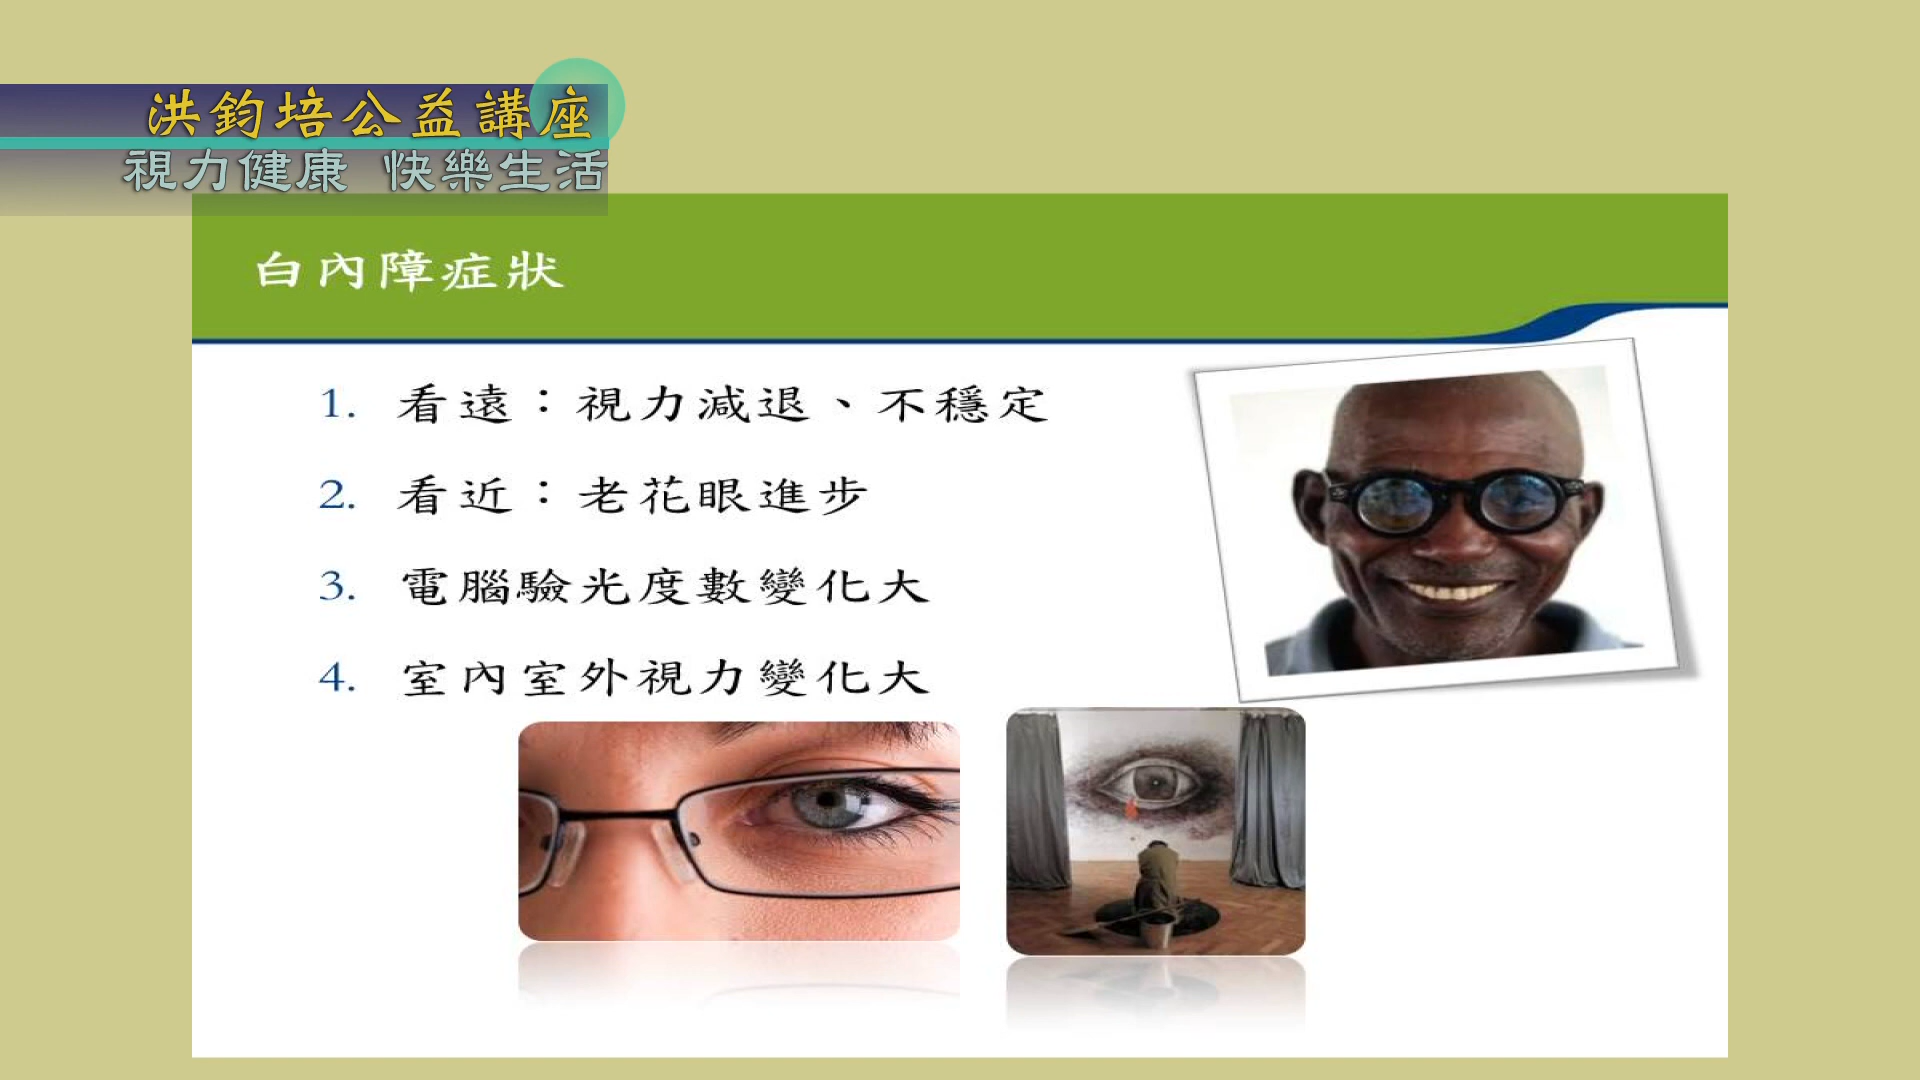 洪鈞培公益講座
視力健康 快樂生活
白內障症狀
1. 看遠：視力減退、不穩定
2. 看近：老花眼進步
3. 電腦驗光度數變化大
4. 室內室外視力變化大